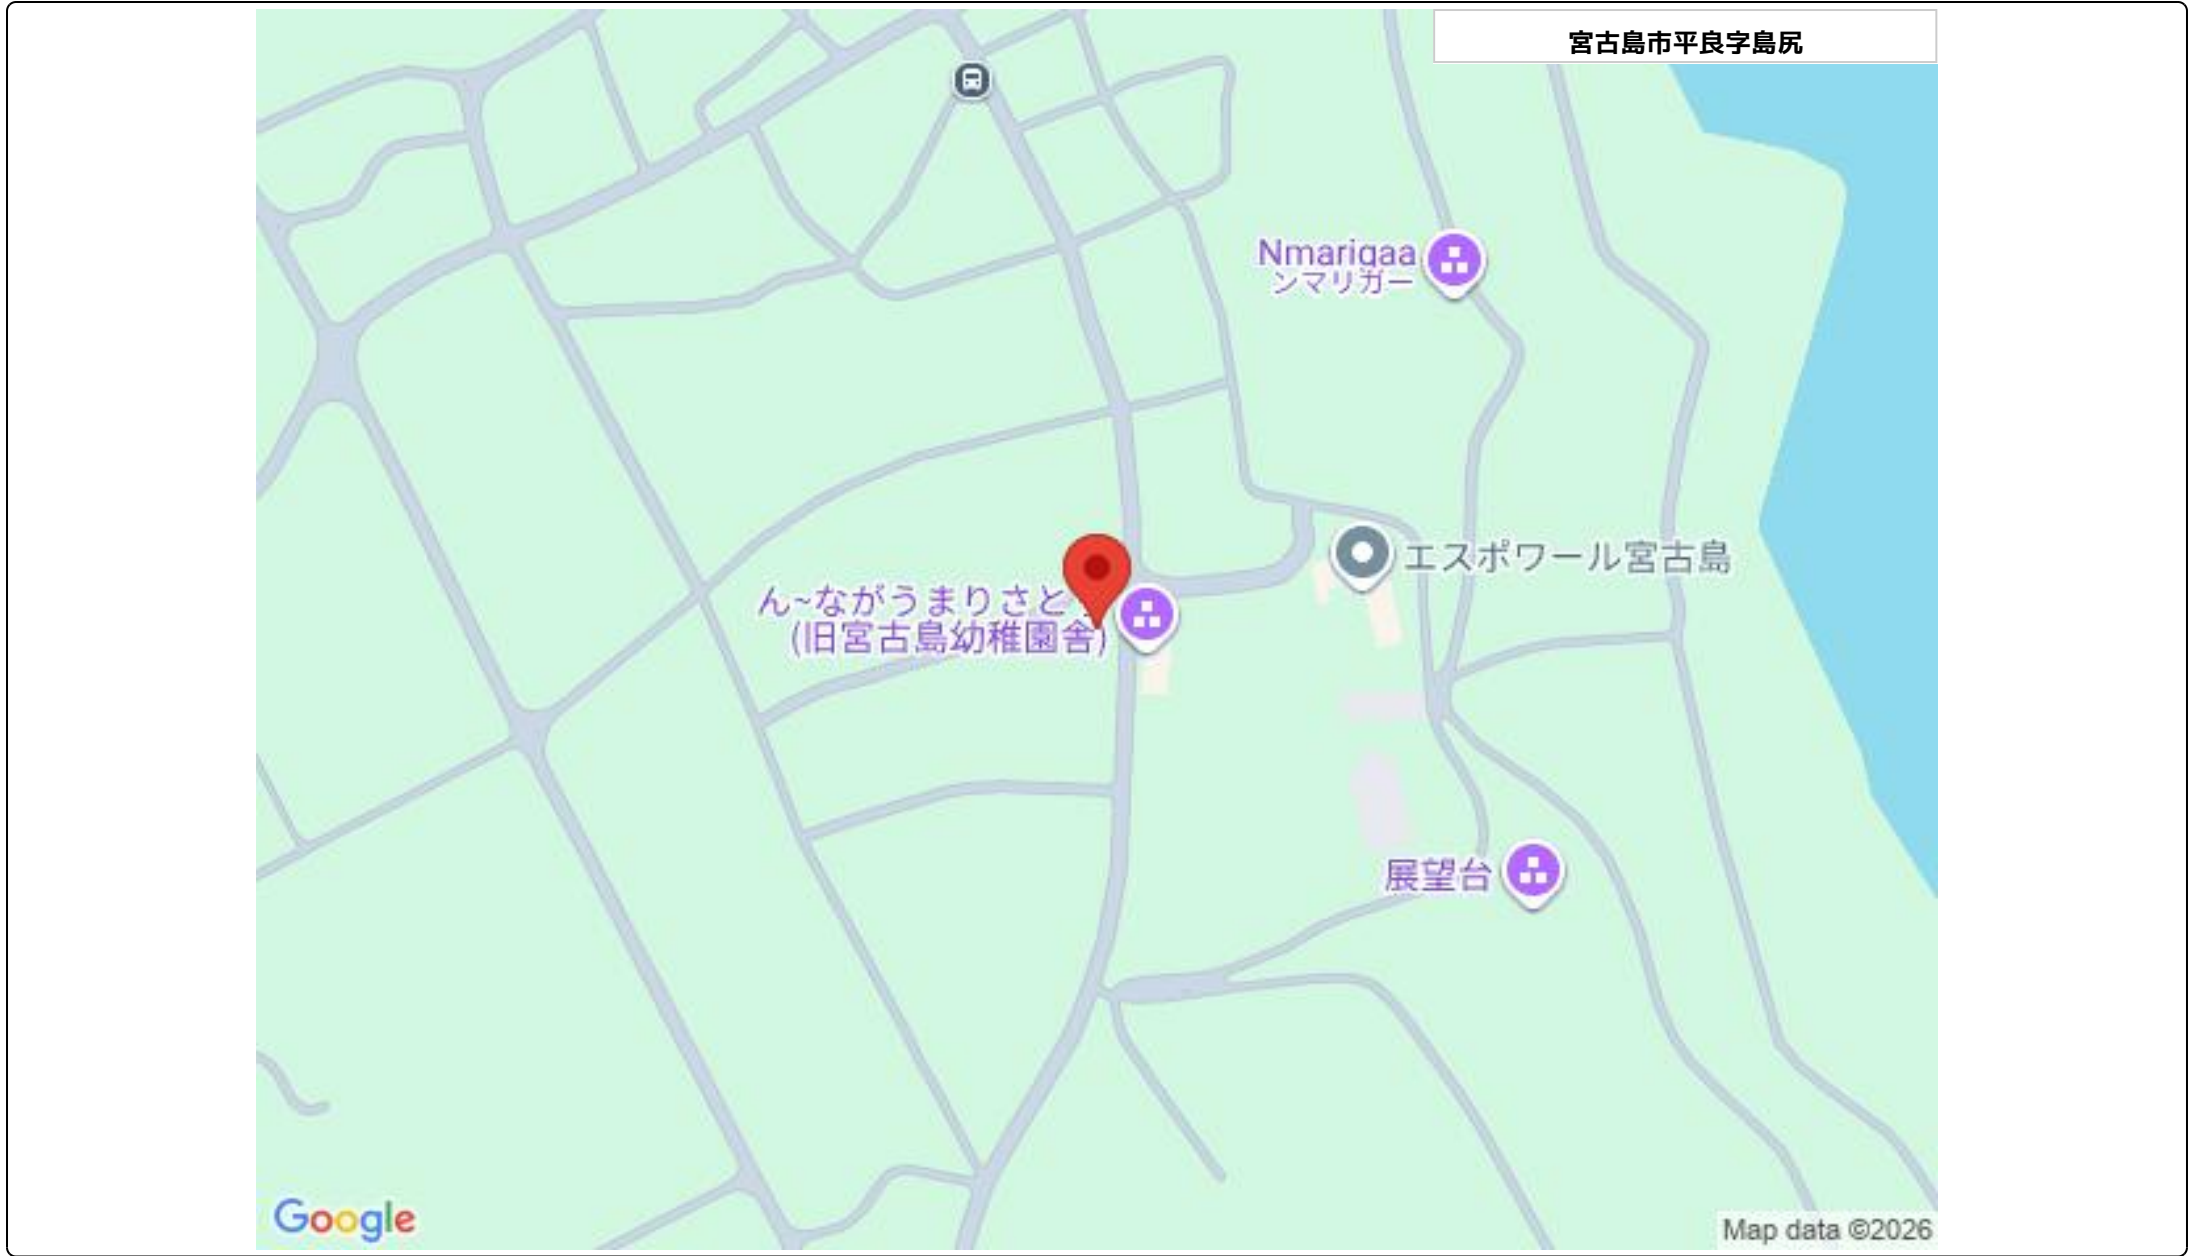 宮古島市平良字島尻
Nmarigaa
ンマリガー
エスポワール宮古島
ん~ながうまりさと
(旧宮古島幼稚園舎)
展望台
Google
Map data ©2026